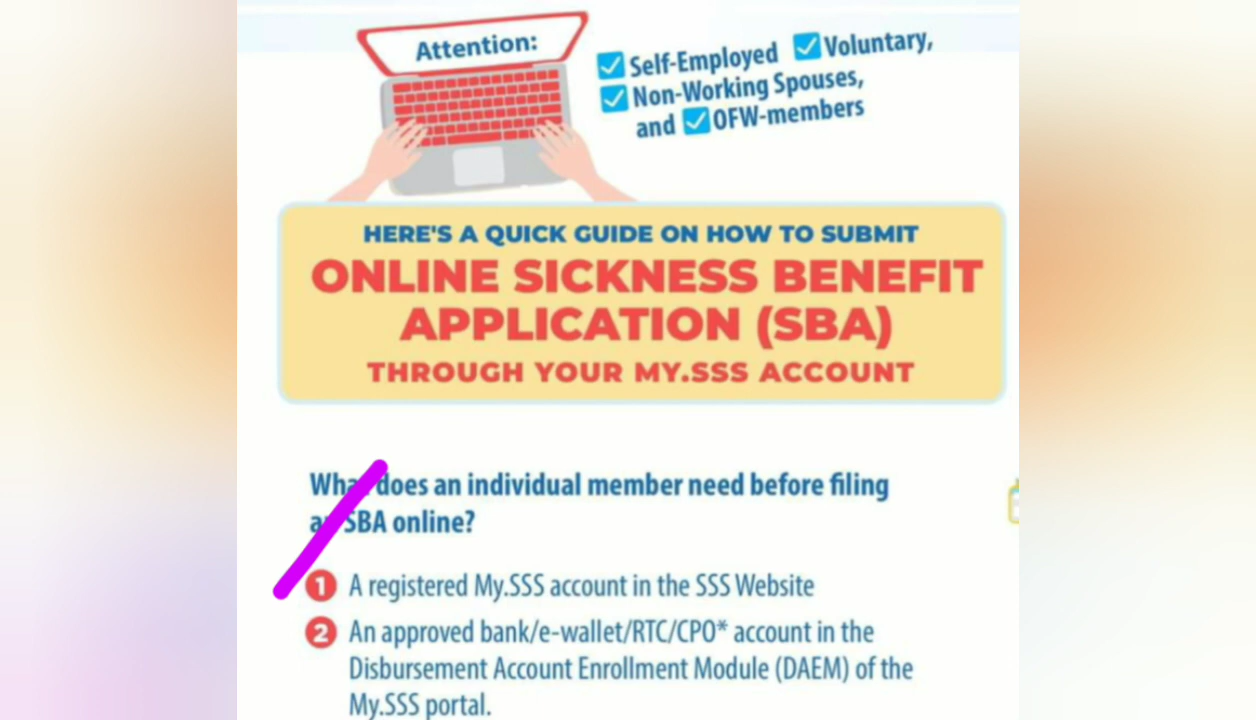 Attention:
Self-Employed Voluntary,
Non-Working Spouses,
and OFW-members
HERE'S A QUICK GUIDE ON HOW TO SUBMIT
ONLINE SICKNESS BENEFIT
APPLICATION (SBA)
THROUGH YOUR MY.SSS ACCOUNT
does an individual member need before filing
SBA online?
1 A registered My.SSS account in the SSS Website
2 An approved bank/e-wallet/RTC/CPO* account in the
Disbursement Account Enrollment Module (DAEM) of the
My.SSS portal.